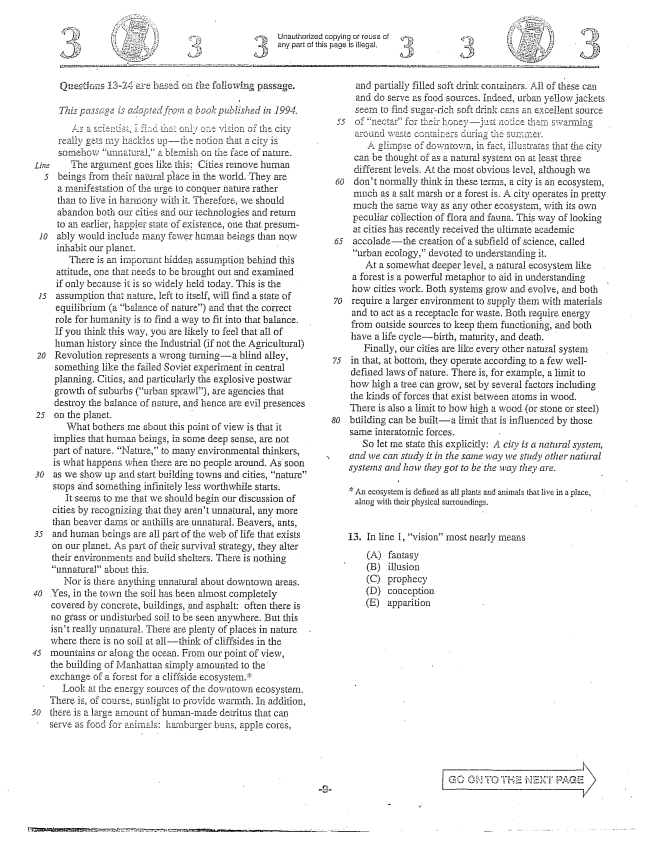 3
3
3
Unauthorized copying or reuse of
any part of this page is illegal.
3
3
3
Questions 13-24 are based on the following passage.
This passage is adapted from a book published in 1994.
As a scientist, I find that only one vision of the city
really gets my hackles up—the notion that a city is
somehow “unnatural,” a blemish on the face of nature.
Line The argument goes like this: Cities remove human
5 beings from their natural place in the world. They are
a manifestation of the urge to conquer nature rather
than to live in harmony with it. Therefore, we should
abandon both our cities and our technologies and return
to an earlier, happier state of existence, one that presum-
10 ably would include many fewer human beings than now
inhabit our planet.
There is an important hidden assumption behind this
attitude, one that needs to be brought out and examined
if only because it is so widely held today. This is the
15 assumption that nature, left to itself, will find a state of
equilibrium (a “balance of nature”) and that the correct
role for humanity is to find a way to fit into that balance.
If you think this way, you are likely to feel that all of
human history since the Industrial (if not the Agricultural)
20 Revolution represents a wrong turning—a blind alley,
something like the failed Soviet experiment in central
planning. Cities, and particularly the explosive postwar
growth of suburbs (“urban sprawl”), are agencies that
destroy the balance of nature, and hence are evil presences
25 on the planet.
What bothers me about this point of view is that it
implies that human beings, in some deep sense, are not
part of nature. “Nature,” to many environmental thinkers,
is what happens when there are no people around. As soon
30 as we show up and start building towns and cities, “nature”
stops and something infinitely less worthwhile starts.
It seems to me that we should begin our discussion of
cities by recognizing that they aren’t unnatural, any more
than beaver dams or anthills are unnatural. Beavers, ants,
35 and human beings are all part of the web of life that exists
on our planet. As part of their survival strategy, they alter
their environments and build shelters. There is nothing
“unnatural” about this.
Nor is there anything unnatural about downtown areas.
40 Yes, in the town the soil has been almost completely
covered by concrete, buildings, and asphalt: often there is
no grass or undisturbed soil to be seen anywhere. But this
isn’t really unnatural. There are plenty of places in nature
where there is no soil at all—think of cliffsides in the
45 mountains or along the ocean. From our point of view,
the building of Manhattan simply amounted to the
exchange of a forest for a cliffside ecosystem.*
Look at the energy sources of the downtown ecosystem.
There is, of course, sunlight to provide warmth. In addition,
50 there is a large amount of human-made detritus that can
serve as food for animals: hamburger buns, apple cores,
and partially filled soft drink containers. All of these can
and do serve as food sources. Indeed, urban yellow jackets
seem to find sugar-rich soft drink cans an excellent source
55 of “nectar” for their honey—just notice them swarming
around waste containers during the summer.
A glimpse of downtown, in fact, illustrates that the city
can be thought of as a natural system on at least three
different levels. At the most obvious level, although we
60 don’t normally think in these terms, a city is an ecosystem,
much as a salt marsh or a forest is. A city operates in pretty
much the same way as any other ecosystem, with its own
peculiar collection of flora and fauna. This way of looking
at cities has recently received the ultimate academic
65 accolade—the creation of a subfield of science, called
“urban ecology,” devoted to understanding it.
At a somewhat deeper level, a natural ecosystem like
a forest is a powerful metaphor to aid in understanding
how cities work. Both systems grow and evolve, and both
70 require a larger environment to supply them with materials
and to act as a receptacle for waste. Both require energy
from outside sources to keep them functioning, and both
have a life cycle—birth, maturity, and death.
Finally, our cities are like every other natural system
75 in that, at bottom, they operate according to a few well-
defined laws of nature. There is, for example, a limit to
how high a tree can grow, set by several factors including
the kinds of forces that exist between atoms in wood.
There is also a limit to how high a wood (or stone or steel)
80 building can be built—a limit that is influenced by those
same interatomic forces.
So let me state this explicitly: A city is a natural system,
and we can study it in the same way we study other natural
systems and how they got to be the way they are.
* An ecosystem is defined as all plants and animals that live in a place,
along with their physical surroundings.
13. In line 1, “vision” most nearly means
(A) fantasy
(B) illusion
(C) prophecy
(D) conception
(E) apparition
-9-
GO ON TO THE NEXT PAGE